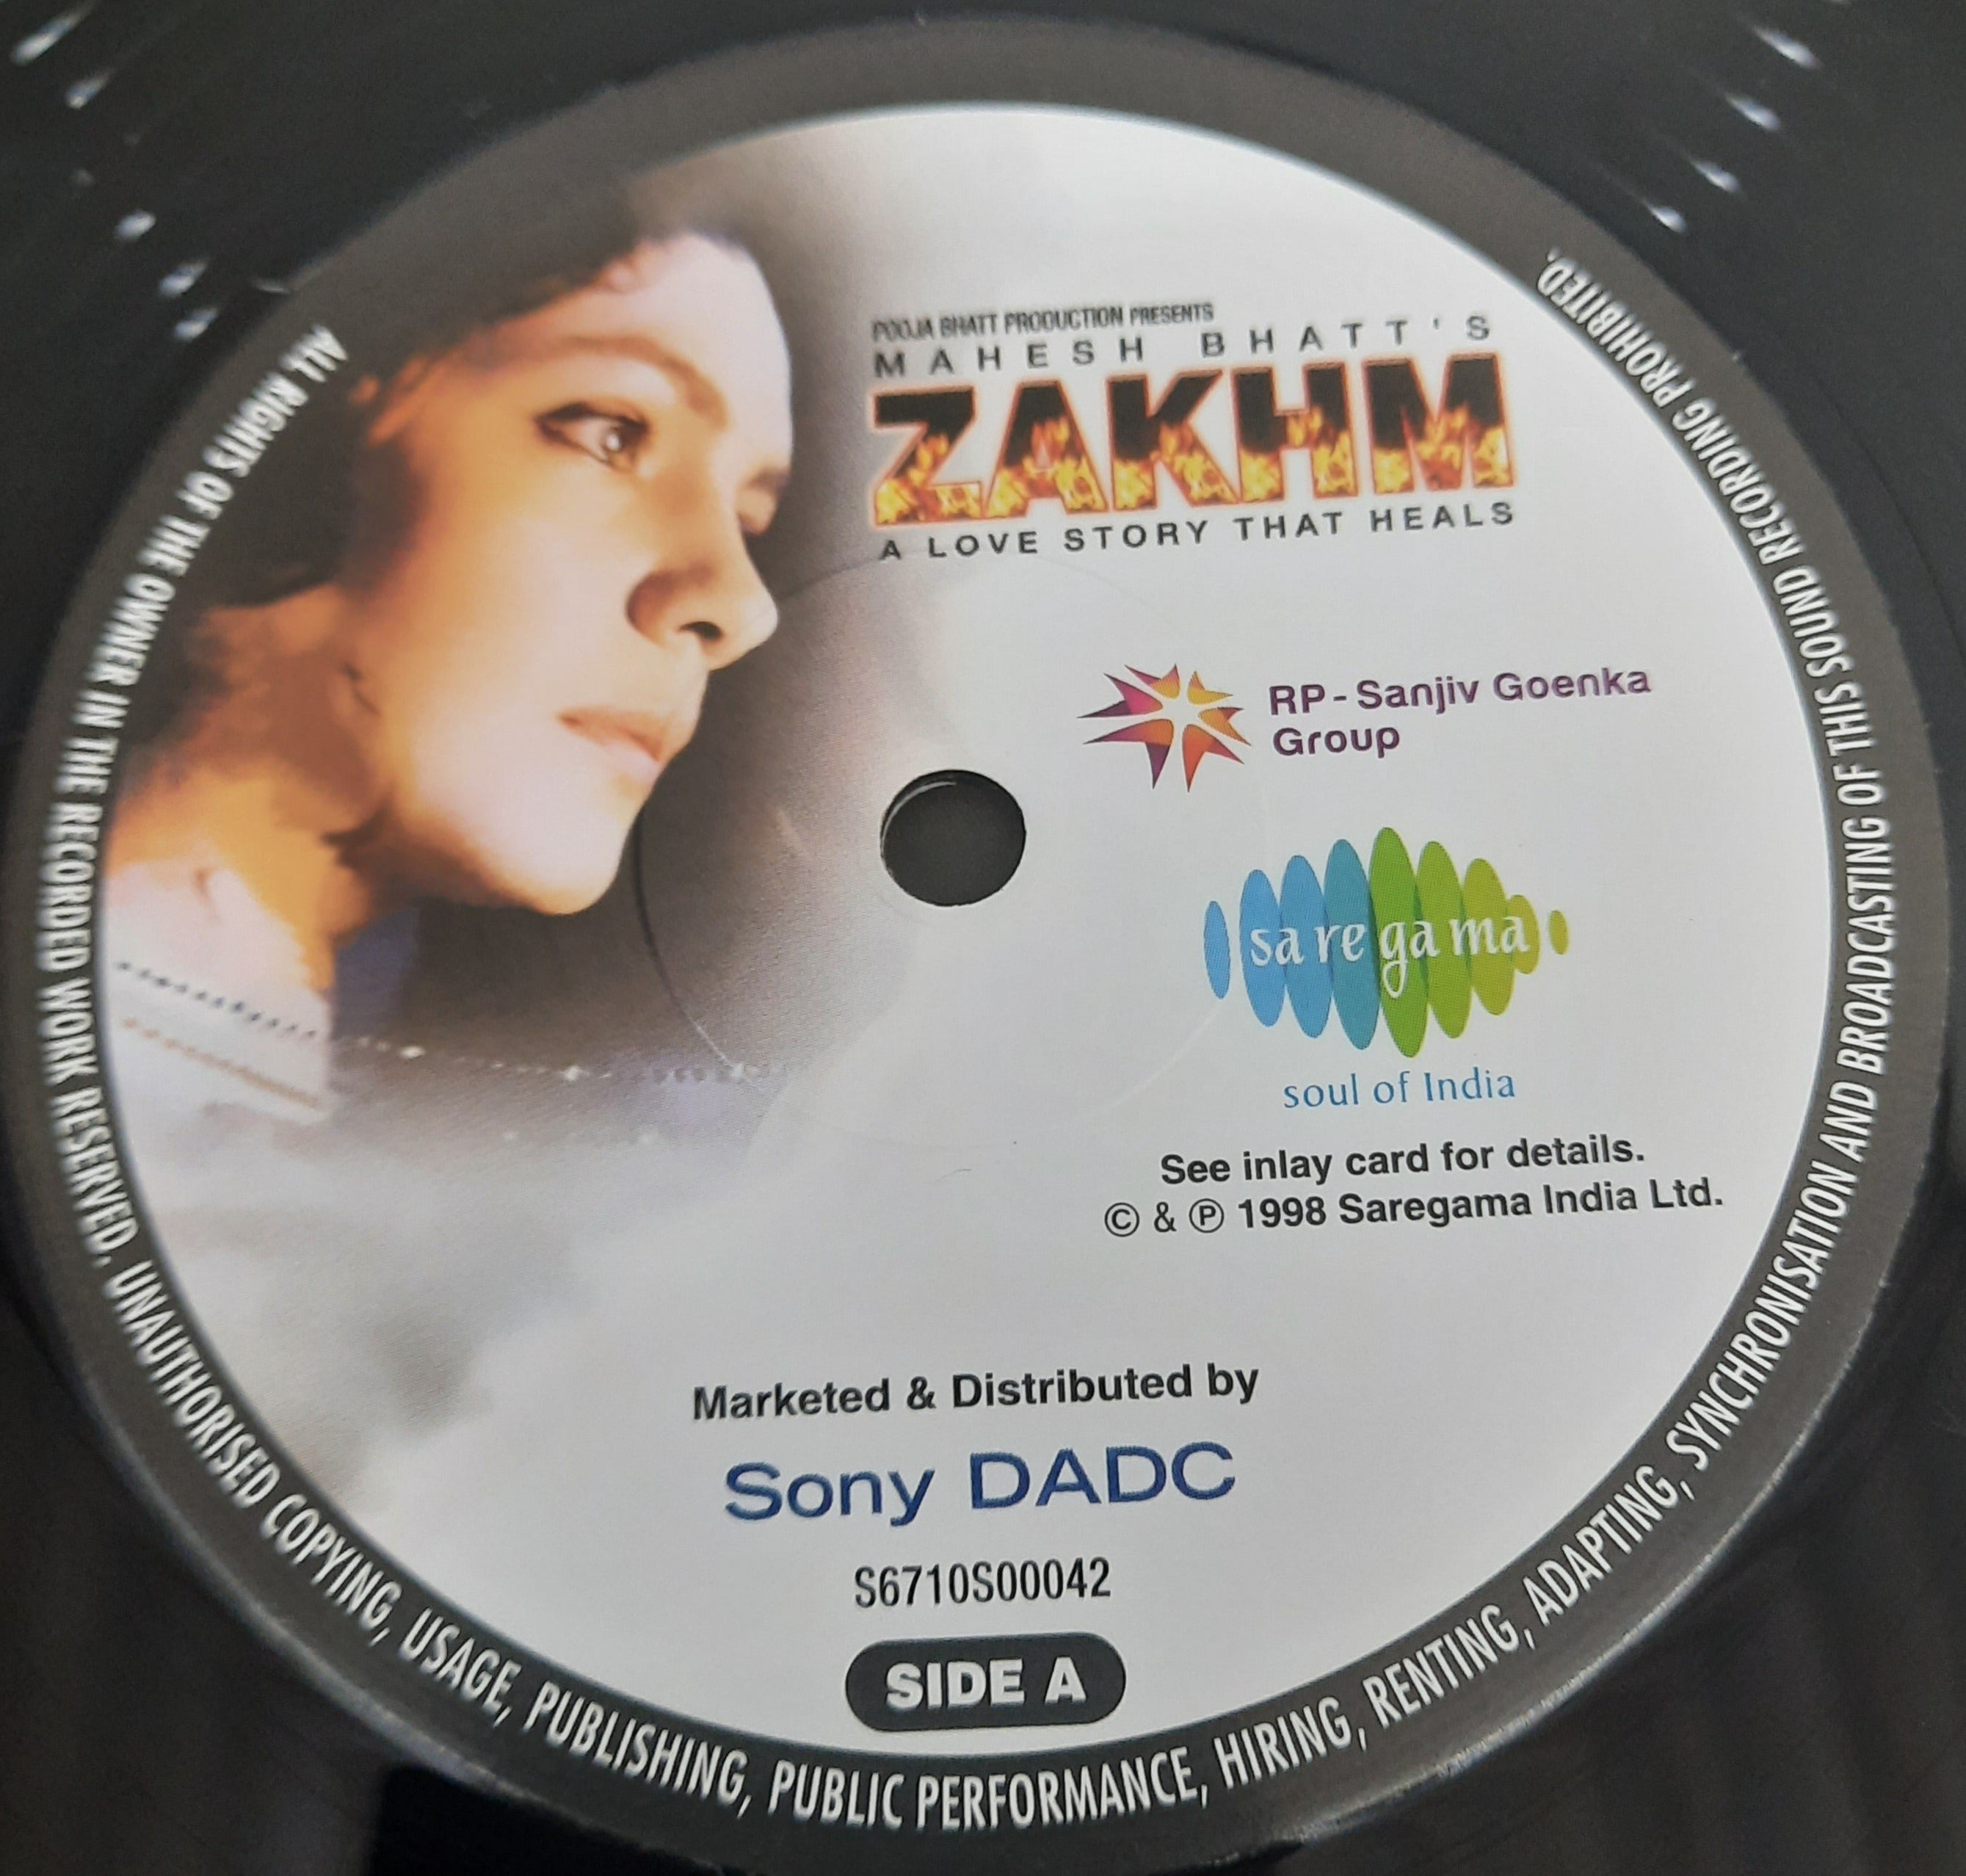 POOJA BHATT PRODUCTION PRESENTS
MAHESH BHATT'S
ZAKHM
A LOVE STORY THAT HEALS
RP-Sanjiv Goenka
Group
sa re ga ma
soul of India
See inlay card for details.
© & ℗ 1998 Saregama India Ltd.
Marketed & Distributed by
Sony DADC
S6710S00042
SIDE A
ALL RIGHTS OF THE OWNER IN THE RECORDED WORK RESERVED. UNAUTHORISED COPYING, USAGE, PUBLISHING, PUBLIC PERFORMANCE, HIRING, RENTING, ADAPTING, SYNCHRONISATION AND BROADCASTING OF THIS SOUND RECORDING PROHIBITED.